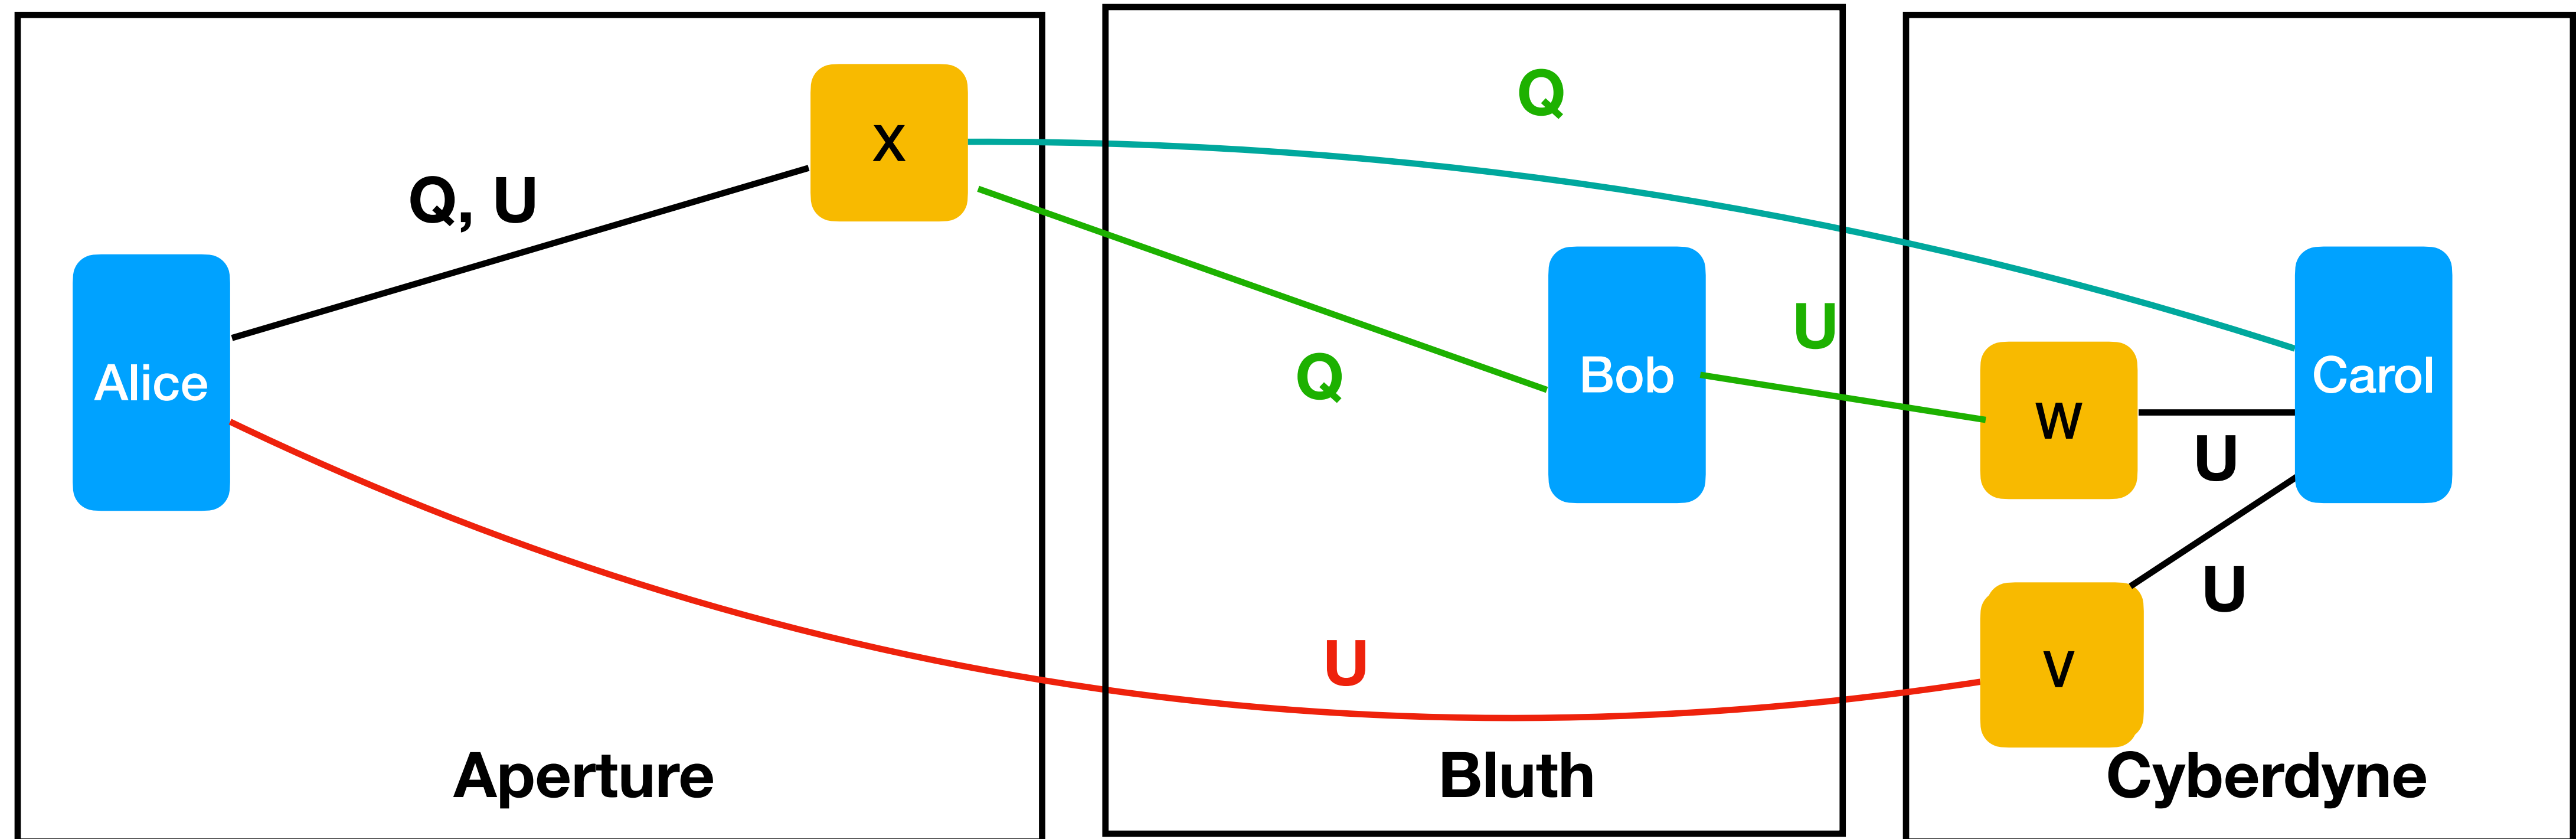 Q
X
Q, U
Alice
Bob
U
Carol
Q
W
U
U
U
V
Aperture
Bluth
Cyberdyne